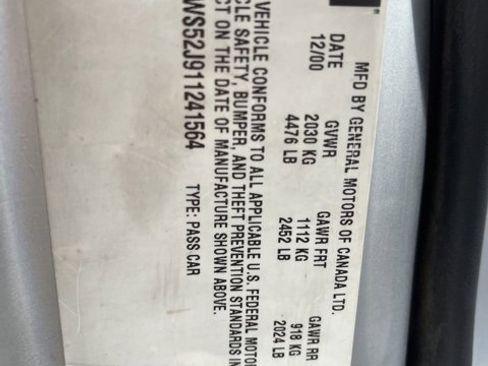 MFD BY GENERAL MOTORS OF CANADA LTD.
DATE GVWR GAWR FRT GAWR RR
12/00 2030 KG 1112 KG 918 KG
4476 LB 2452 LB 2024 LB
VEHICLE CONFORMS TO ALL APPLICABLE U.S. FEDERAL MOTO
CLE SAFETY, BUMPER, AND THEFT PREVENTION STANDARDS IN
CT ON THE DATE OF MANUFACTURE SHOWN ABOVE.
WS52J911241564 TYPE: PASS CAR